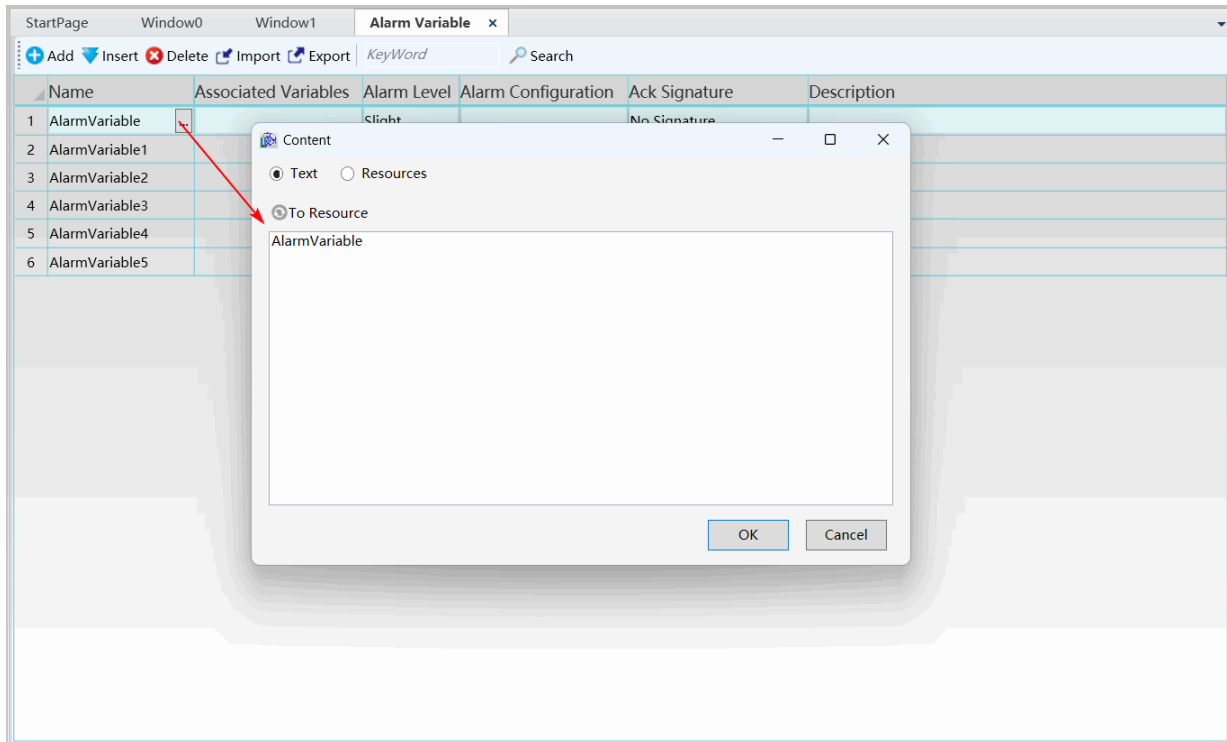 StartPage Window0 Window1 Alarm Variable x
Add Insert Delete Import Export KeyWord Search
Name Associated Variables Alarm Level Alarm Configuration Ack Signature Description
1 AlarmVariable ... Slight No Signature
Content
2 AlarmVariable1
Text Resources
3 AlarmVariable2
4 AlarmVariable3
To Resource
5 AlarmVariable4
AlarmVariable
6 AlarmVariable5
OK Cancel